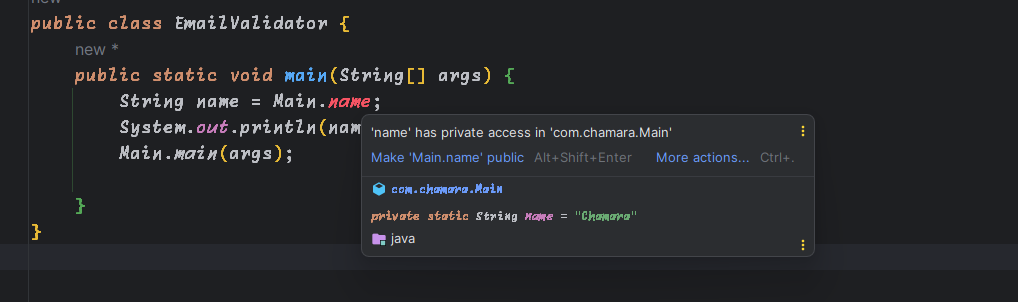 new *
public class EmailValidator {
new *
public static void main(String[] args) {
String name = Main.name;
System.out.println(nam
'name' has private access in 'com.chamara.Main'
Main.main(args);
Make 'Main.name' public Alt+Shift+Enter More actions... Ctrl+.
com.chamara.Main
}
private static String name = "Chamara"
}
java